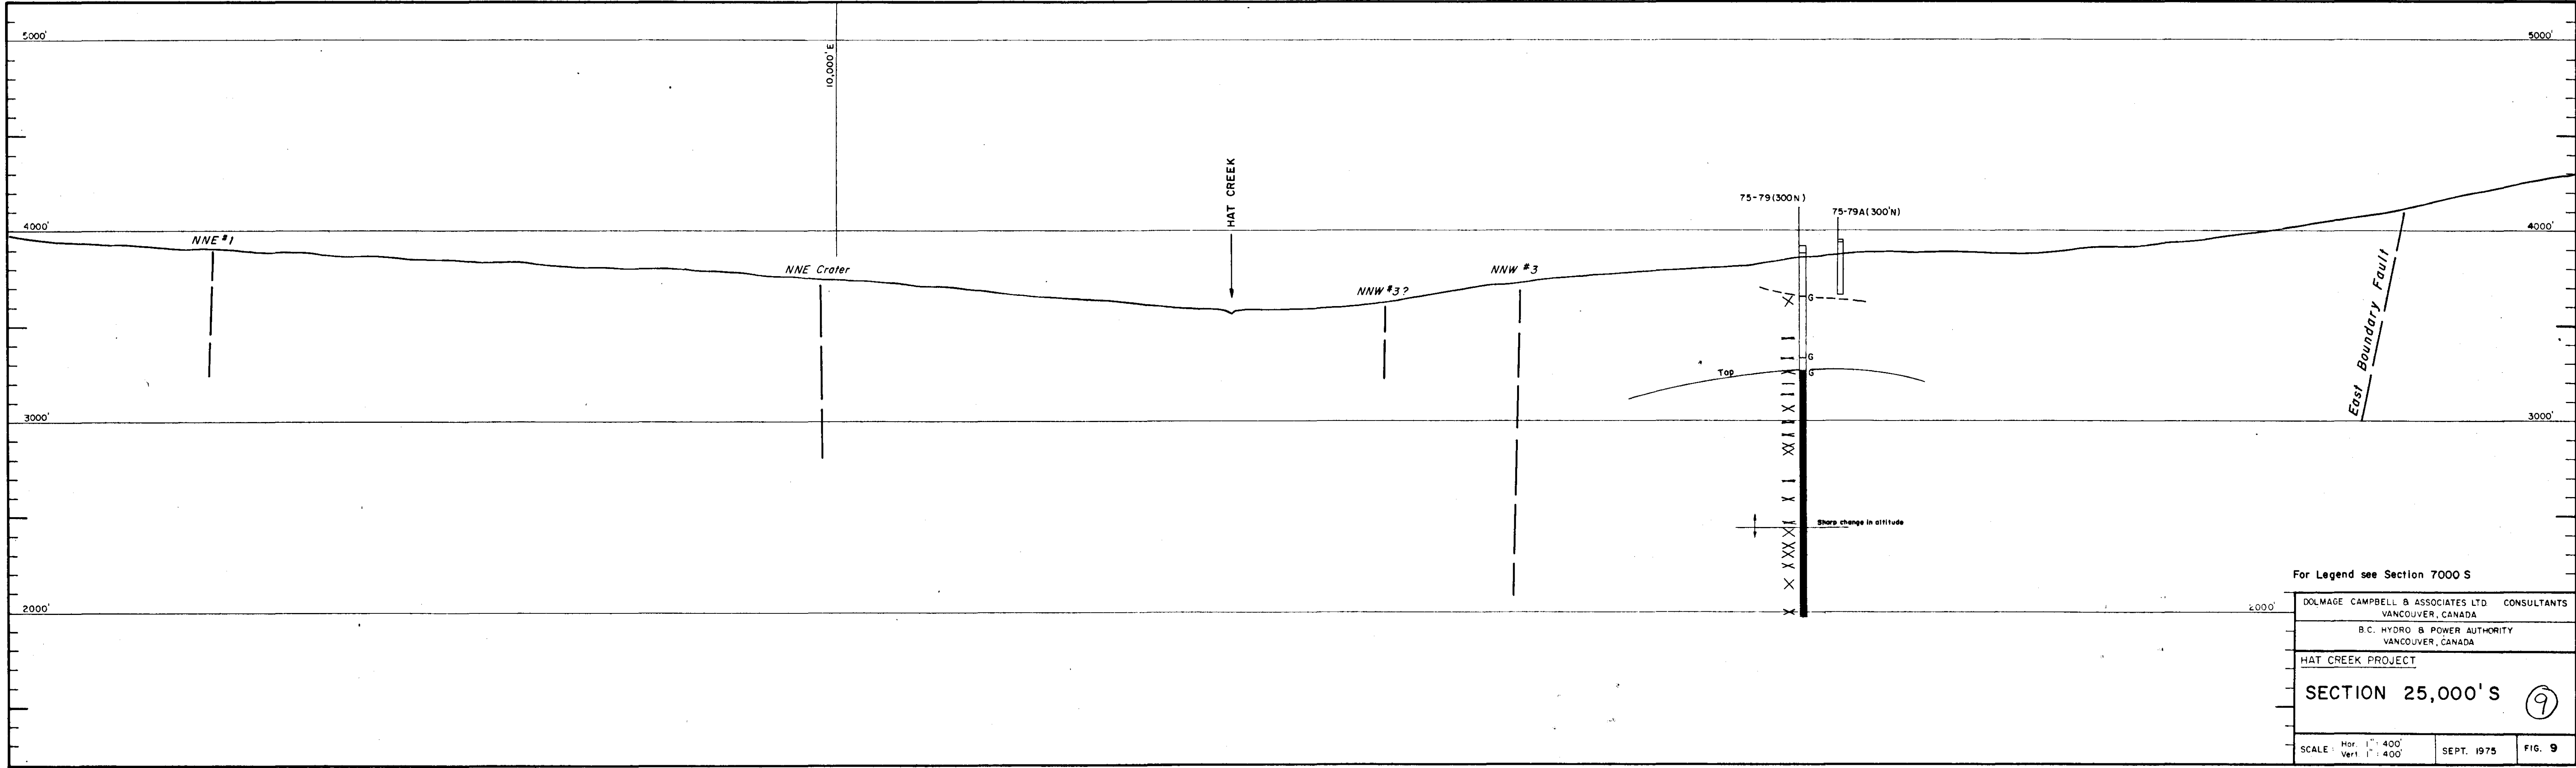 5000'
5000'
10,000' E
HAT CREEK
75-79(300N)
75-79A(300'N)
4000'
4000'
NNE #1
NNE Crater
NNW #3?
NNW #3
East Boundary Fault
G
G
Top
G
3000'
3000'
Sharp change in altitude
2000'
2000'
For Legend see Section 7000 S
DOLMAGE CAMPBELL & ASSOCIATES LTD. CONSULTANTS
VANCOUVER, CANADA
B.C. HYDRO & POWER AUTHORITY
VANCOUVER, CANADA
HAT CREEK PROJECT
SECTION 25,000' S
9
SCALE: Hor. 1" : 400'
Vert. 1" : 400'
SEPT. 1975
FIG. 9